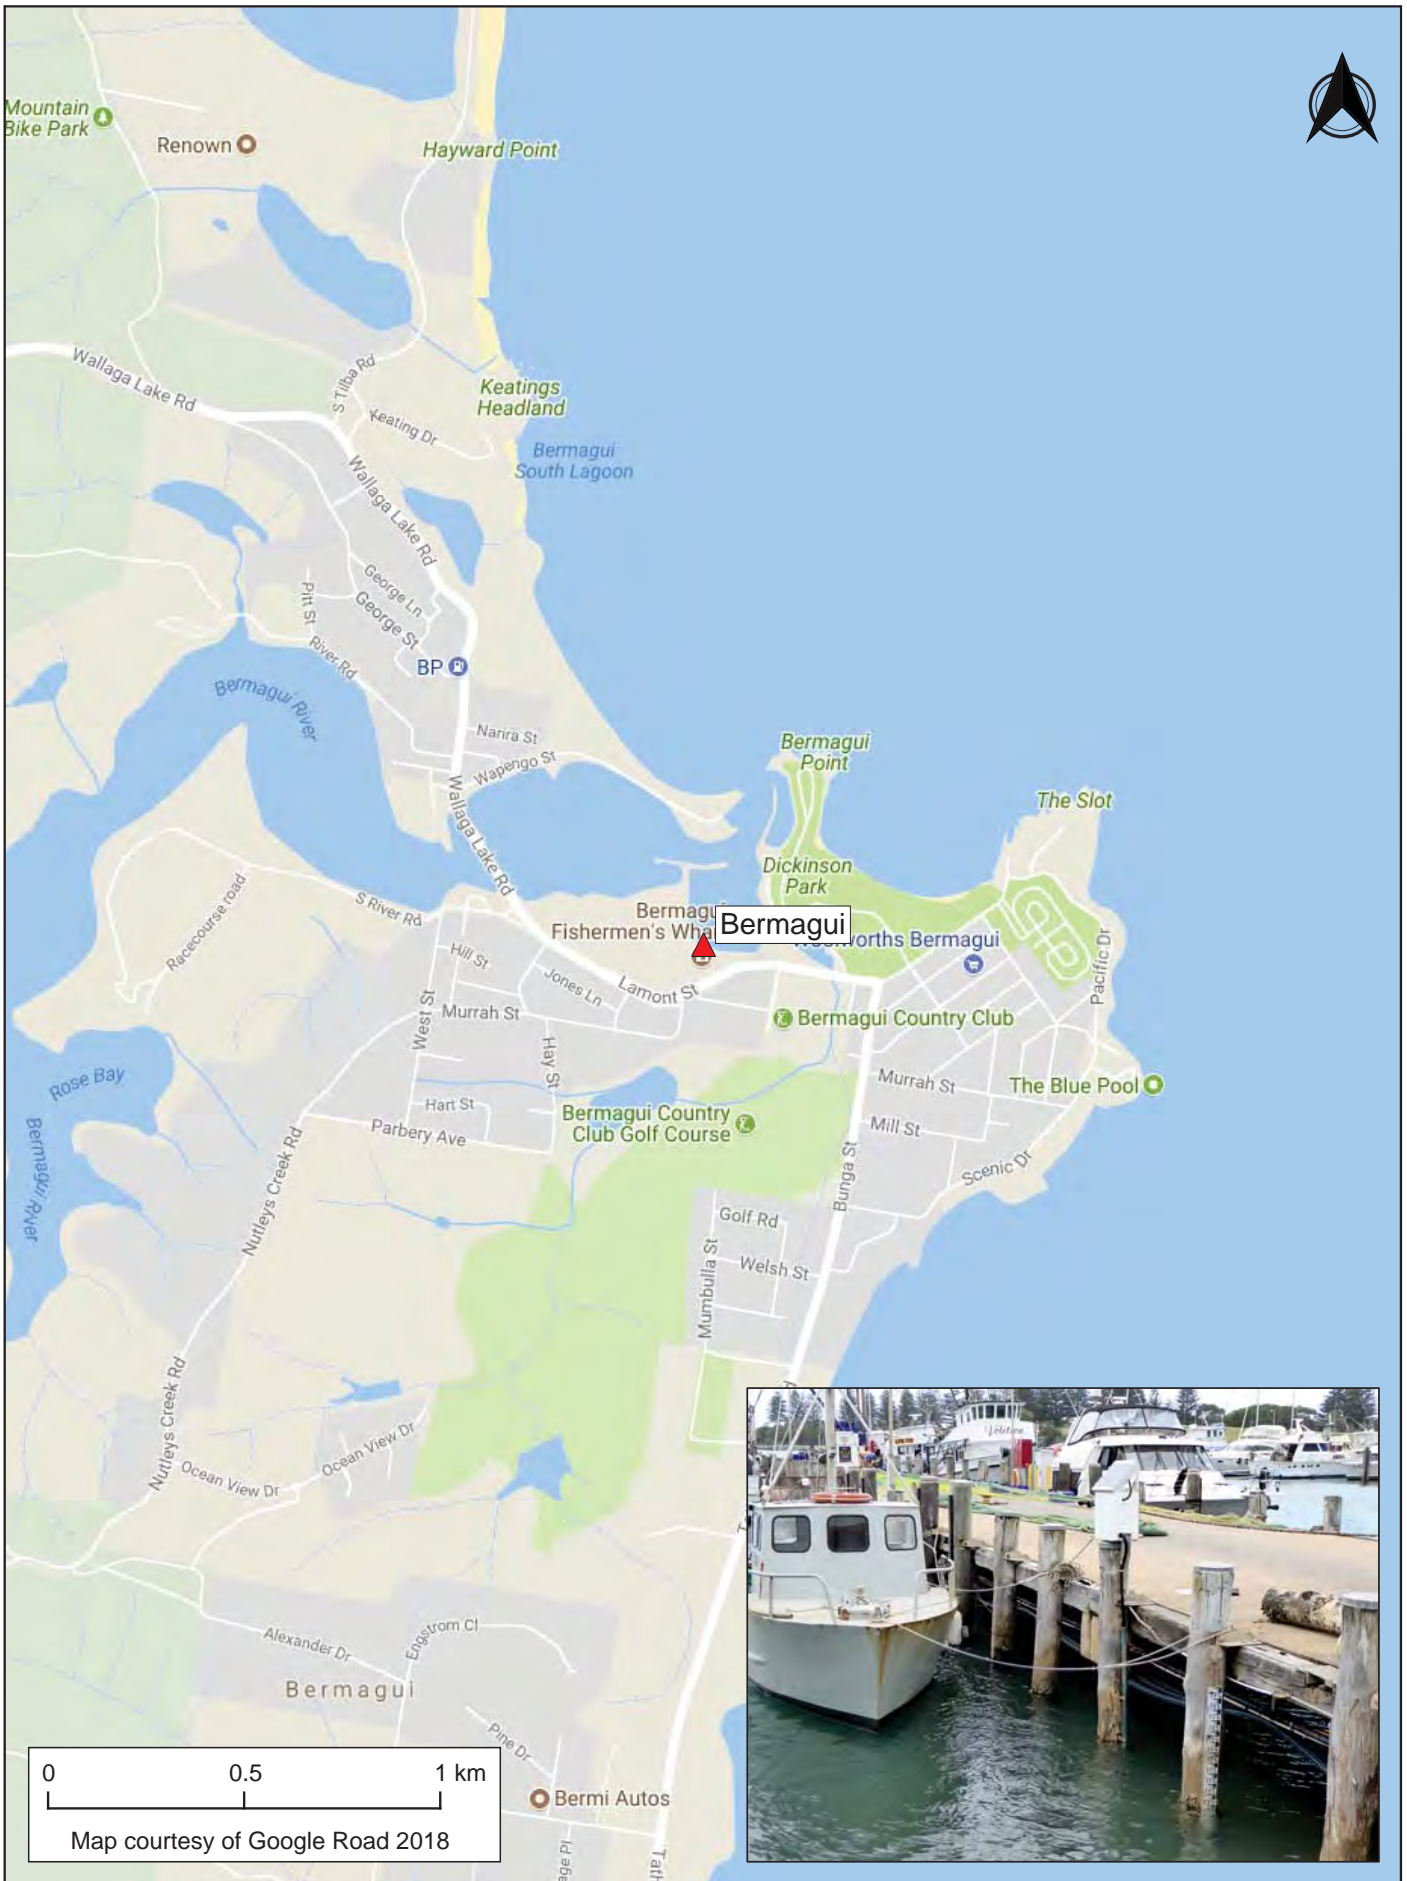 Mountain
Bike Park
Renown
Hayward Point
Wallaga Lake Rd
S Tilba Rd
Keating Dr
Keatings
Headland
Bermagui
South Lagoon
Wallaga Lake Rd
George Ln
George St
Pitt St
River Rd
BP
Bermagui River
Narira St
Wapengo St
Wallaga Lake Rd
Bermagui
Point
The Slot
Dickinson
Park
Racecourse road
S River Rd
Bermagui
Fishermen's
Bermagui
Bermagui
Hill St
Jones Ln
Lamont St
Pacific Dr
West St
Murrah St
Hay St
Bermagui Country Club
Rose Bay
Murrah St
The Blue Pool
Hart St
Parbery Ave
Bermagui Country
Club Golf Course
Mill St
Bermagui River
Nutleys Creek Rd
Bunga St
Scenic Dr
Golf Rd
Welsh St
Mumbulla St
Nutleys Creek Rd
Ocean View Dr
Ocean View Dr
Volition
Alexander Dr
Engstrom Cl
Bermagui
Pine Dr
Bermi Autos
0 0.5 1 km
Map courtesy of Google Road 2018